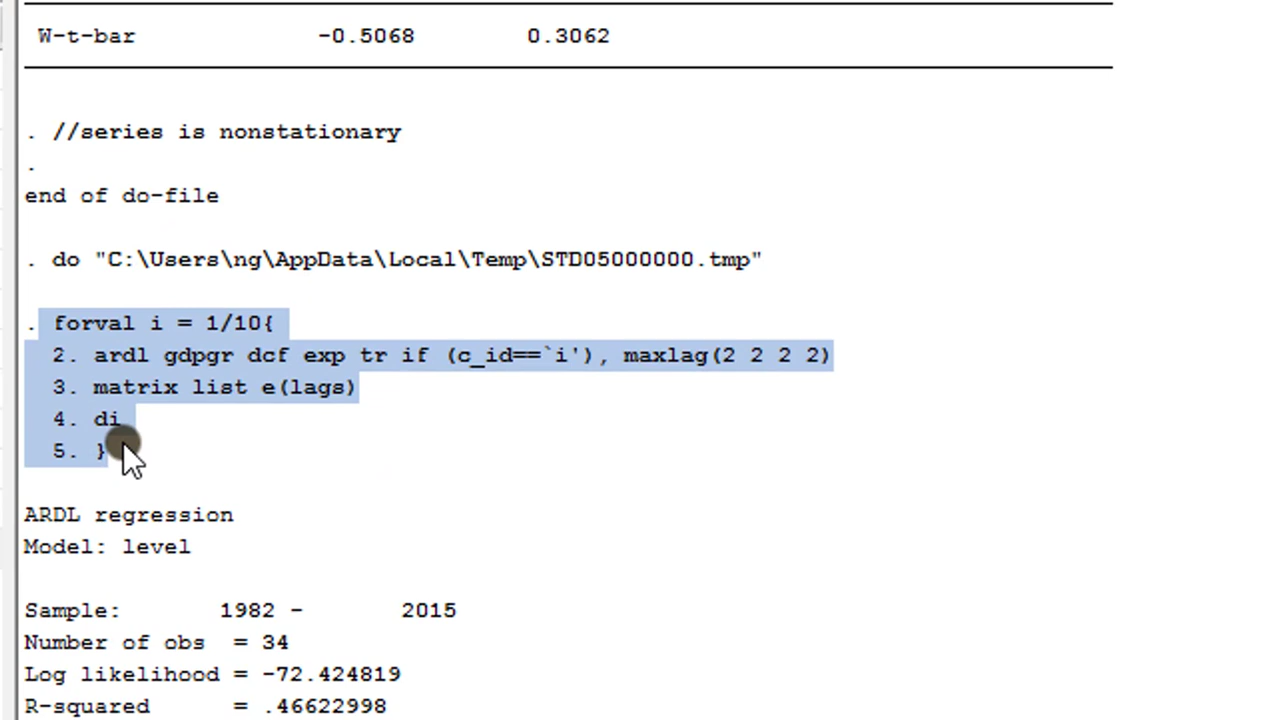 W-t-bar -0.5068 0.3062
. //series is nonstationary
.
end of do-file
. do "C:\Users\ng\AppData\Local\Temp\STD05000000.tmp"
. forval i = 1/10{
2. ardl gdpgr dcf exp tr if (c_id==`i'), maxlag(2 2 2 2)
3. matrix list e(lags)
4. di
5. }
ARDL regression
Model: level
Sample: 1982 - 2015
Number of obs = 34
Log likelihood = -72.424819
R-squared = .46622998